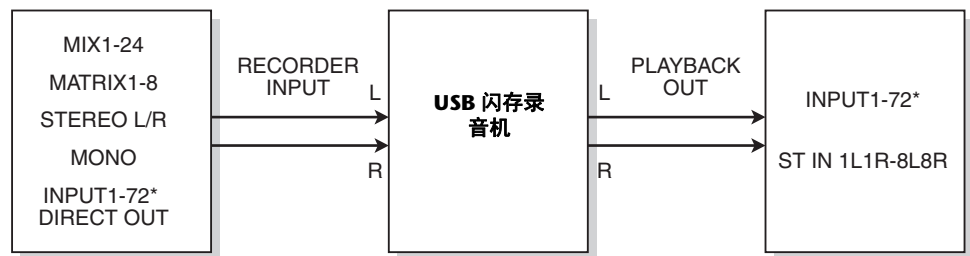 MIX1-24
MATRIX1-8
STEREO L/R
MONO
INPUT1-72*
DIRECT OUT
RECORDER
INPUT
L
R
USB 闪存录
音机
PLAYBACK
OUT
L
R
INPUT1-72*
ST IN 1L1R-8L8R